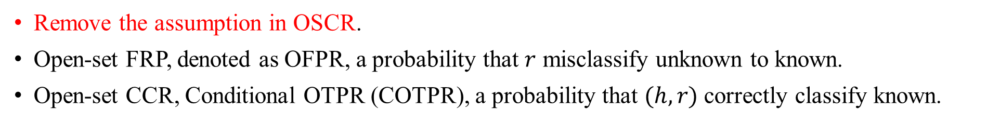 • Remove the assumption in OSCR.
• Open-set FRP, denoted as OFPR, a probability that r misclassify unknown to known.
• Open-set CCR, Conditional OTPR (COTPR), a probability that (h, r) correctly classify known.